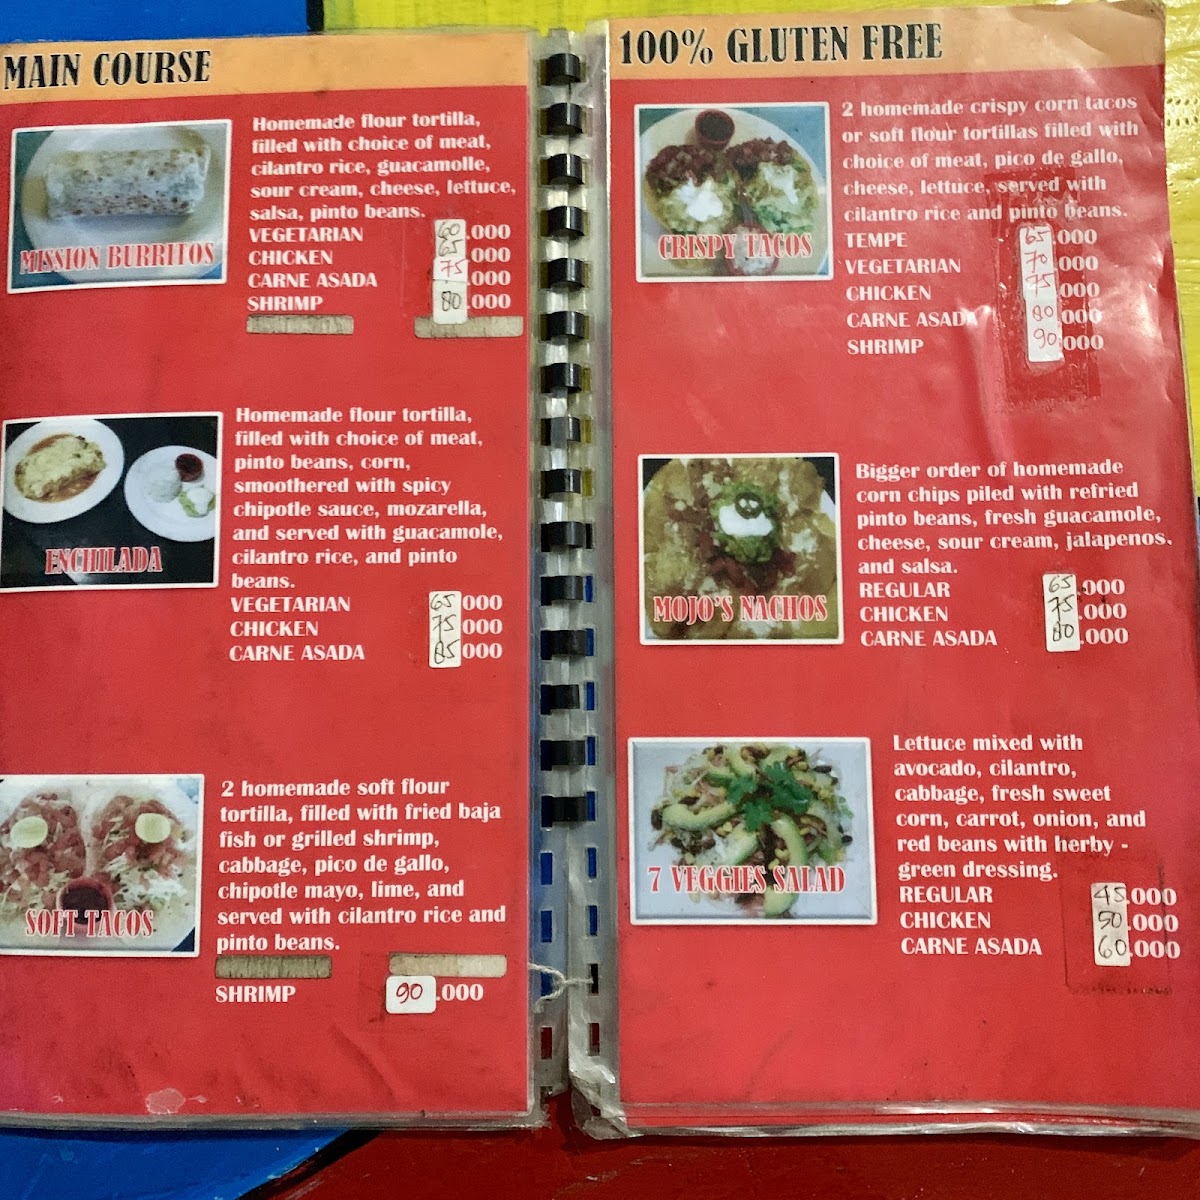 MAIN COURSE
Homemade flour tortilla,
filled with choice of meat,
cilantro rice, guacamolle,
sour cream, cheese, lettuce,
salsa, pinto beans.
MISSION BURRITOS
VEGETARIAN 60.000
CHICKEN 65.000
CARNE ASADA 75.000
SHRIMP 80.000
Homemade flour tortilla,
filled with choice of meat,
pinto beans, corn,
smoothered with spicy
chipotle sauce, mozarella,
and served with guacamole,
cilantro rice, and pinto
beans.
ENCHILADA
VEGETARIAN 65.000
CHICKEN 75.000
CARNE ASADA 85.000
2 homemade soft flour
tortilla, filled with fried baja
fish or grilled shrimp,
cabbage, pico de gallo,
chipotle mayo, lime, and
served with cilantro rice and
pinto beans.
SOFT TACOS
SHRIMP 90.000
100% GLUTEN FREE
2 homemade crispy corn tacos
or soft flour tortillas filled with
choice of meat, pico de gallo,
cheese, lettuce, served with
cilantro rice and pinto beans.
CRISPY TACOS
TEMPE 65.000
VEGETARIAN 70.000
CHICKEN 75.000
CARNE ASADA 80.000
SHRIMP 90.000
Bigger order of homemade
corn chips piled with refried
pinto beans, fresh guacamole,
cheese, sour cream, jalapenos.
and salsa.
MOJO'S NACHOS
REGULAR 65.000
CHICKEN 75.000
CARNE ASADA 80.000
Lettuce mixed with
avocado, cilantro,
cabbage, fresh sweet
corn, carrot, onion, and
red beans with herby -
green dressing.
7 VEGGIES SALAD
REGULAR 45.000
CHICKEN 50.000
CARNE ASADA 60.000